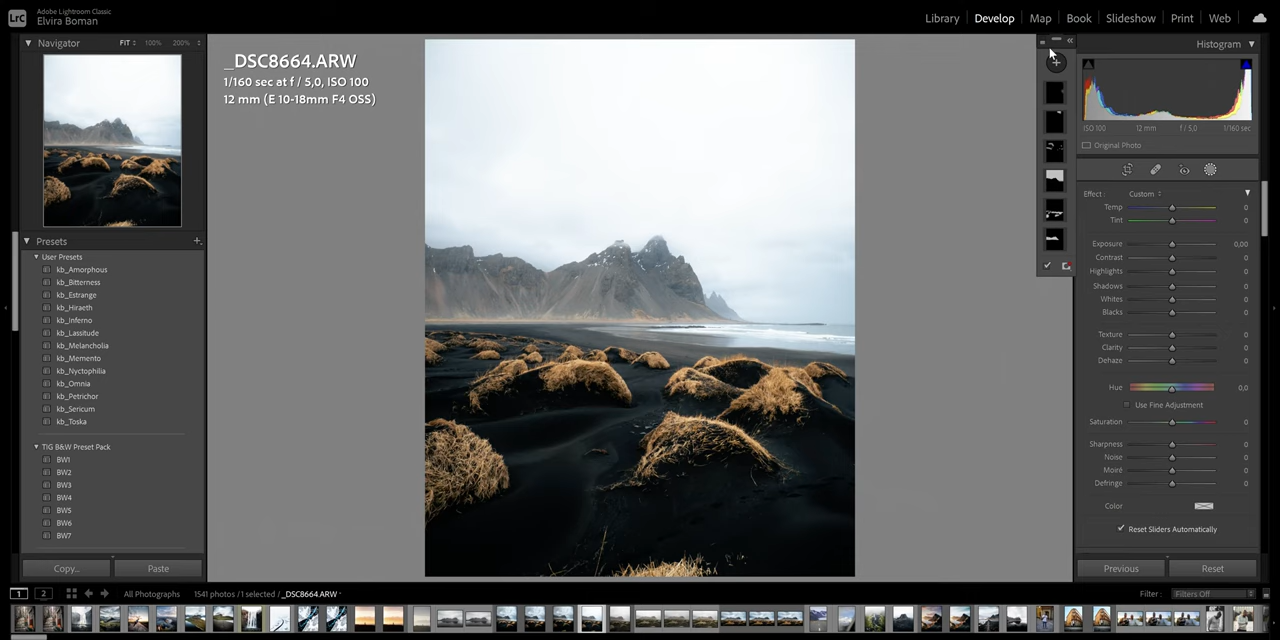 LrC
Adobe Lightroom Classic
Elvira Boman
Library
Develop
Map
Book
Slideshow
Print
Web
Navigator
FIT
100%
200%
_DSC8664.ARW
1/160 sec at f / 5,0, ISO 100
12 mm (E 10-18mm F4 OSS)
Presets
User Presets
kb_Amorphous
kb_Bitterness
kb_Estrange
kb_Hiraeth
kb_Inferno
kb_Lassitude
kb_Melancholia
kb_Memento
kb_Nyctophilia
kb_Omnia
kb_Petrichor
kb_Sericum
kb_Toska
TIG B&W Preset Pack
BW1
BW2
BW3
BW4
BW5
BW6
BW7
Copy...
Paste
Histogram
ISO 100
12 mm
f / 5,0
1/160 sec
Original Photo
Effect :
Custom
Temp 0
Tint 0
Exposure 0,00
Contrast 0
Highlights 0
Shadows 0
Whites 0
Blacks 0
Texture 0
Clarity 0
Dehaze 0
Hue 0,0
Use Fine Adjustment
Saturation 0
Sharpness 0
Noise 0
Moiré 0
Defringe 0
Color
Reset Sliders Automatically
Previous
Reset
1
2
All Photographs
1541 photos / 1 selected / _DSC8664.ARW
Filter :
Filters Off